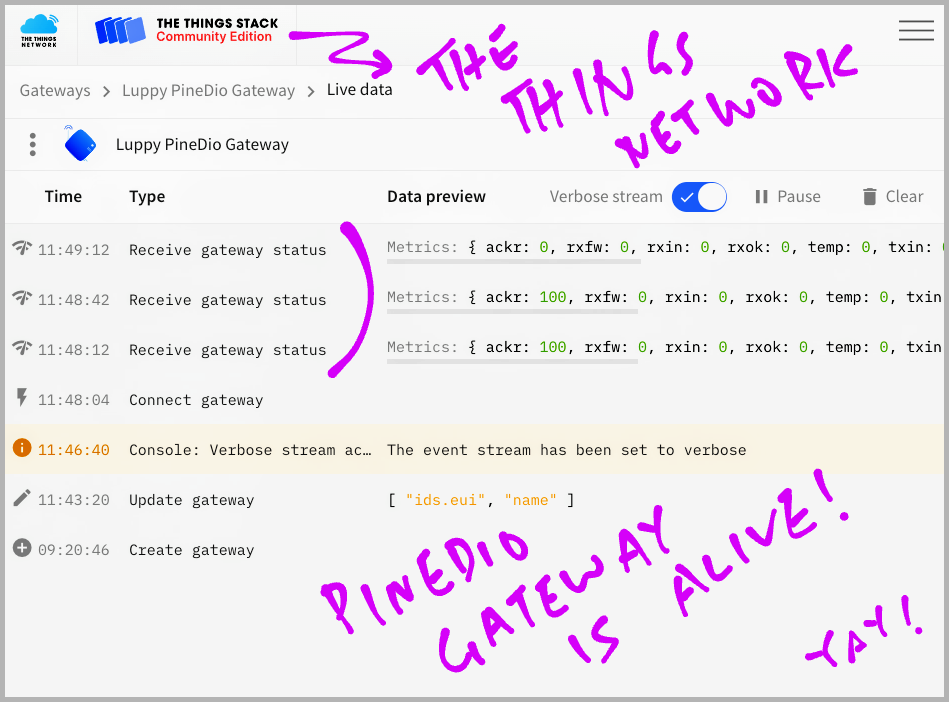 THE THINGS NETWORK
THE THINGS STACK
Community Edition
THE
THINGS
NETWORK
Gateways > Luppy PineDio Gateway > Live data
Luppy PineDio Gateway
Time Type Data preview Verbose stream Pause Clear
11:49:12 Receive gateway status Metrics: { ackr: 0, rxfw: 0, rxin: 0, rxok: 0, temp: 0, txin: 0
11:48:42 Receive gateway status Metrics: { ackr: 100, rxfw: 0, rxin: 0, rxok: 0, temp: 0, txin
11:48:12 Receive gateway status Metrics: { ackr: 100, rxfw: 0, rxin: 0, rxok: 0, temp: 0, txin
11:48:04 Connect gateway
11:46:40 Console: Verbose stream ac… The event stream has been set to verbose
11:43:20 Update gateway [ "ids.eui", "name" ]
09:20:46 Create gateway
PINEDIO
GATEWAY
IS ALIVE!
YAY!